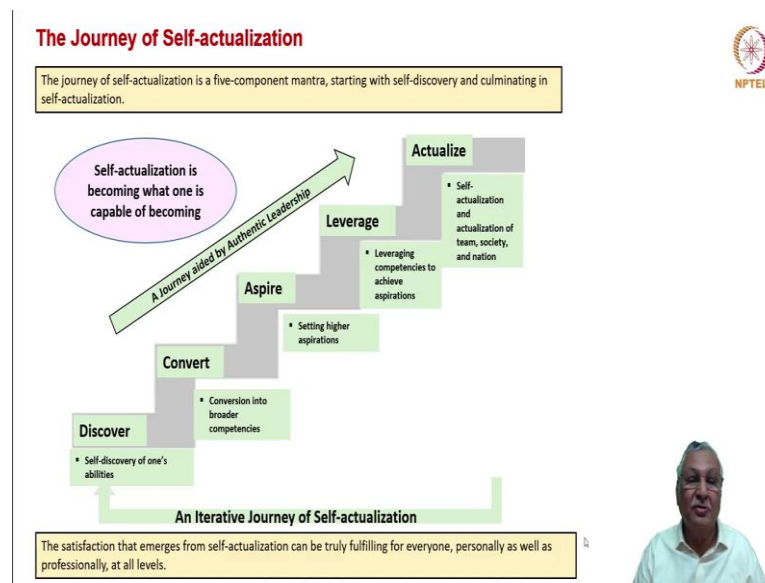 The Journey of Self-actualization
NPTEL
The journey of self-actualization is a five-component mantra, starting with self-discovery and culminating in
self-actualization.
Self-actualization is
becoming what one is
capable of becoming
A Journey aided by Authentic Leadership
Actualize
▪ Self-
actualization
and
actualization of
team, society,
and nation
Leverage
▪ Leveraging
competencies to
achieve
aspirations
Aspire
▪ Setting higher
aspirations
Convert
▪ Conversion into
broader
competencies
Discover
▪ Self-discovery of one's
abilities
An Iterative Journey of Self-actualization
The satisfaction that emerges from self-actualization can be truly fulfilling for everyone, personally as well as
professionally, at all levels.